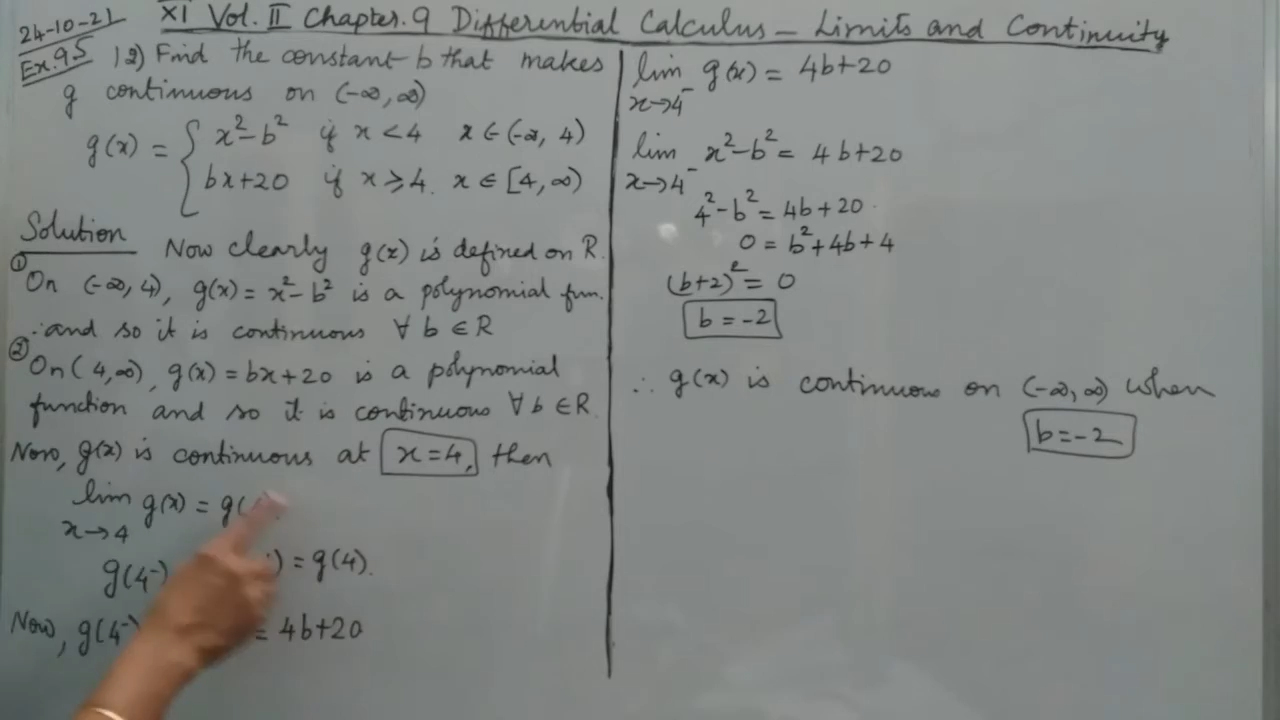 24-10-21
XI Vol. II Chapter. 9 Differential Calculus - Limits and Continuity
Ex. 9.5
12) Find the constant b that makes
g continuous on (-∞, ∞)
g(x) = { x² - b² if x < 4 x ∈ (-∞, 4)
bx + 20 if x ≥ 4. x ∈ [4, ∞)
Solution
Now clearly g(x) is defined on R.
① On (-∞, 4), g(x) = x² - b² is a polynomial fun.
∴ and so it is continuous ∀ b ∈ R
② On (4, ∞), g(x) = bx + 20 is a polynomial
function and so it is continuous ∀ b ∈ R.
Now, g(x) is continuous at x = 4, then
lim g(x) = g(
x→4
g(4⁻) ) = g(4).
Now, g(4⁻) = 4b + 20
lim g(x) = 4b + 20
x→4⁻
lim x² - b² = 4b + 20
x→4⁻
4² - b² = 4b + 20.
0 = b² + 4b + 4
(b + 2)² = 0
b = -2
∴ g(x) is continuous on (-∞, ∞) when
b = -2